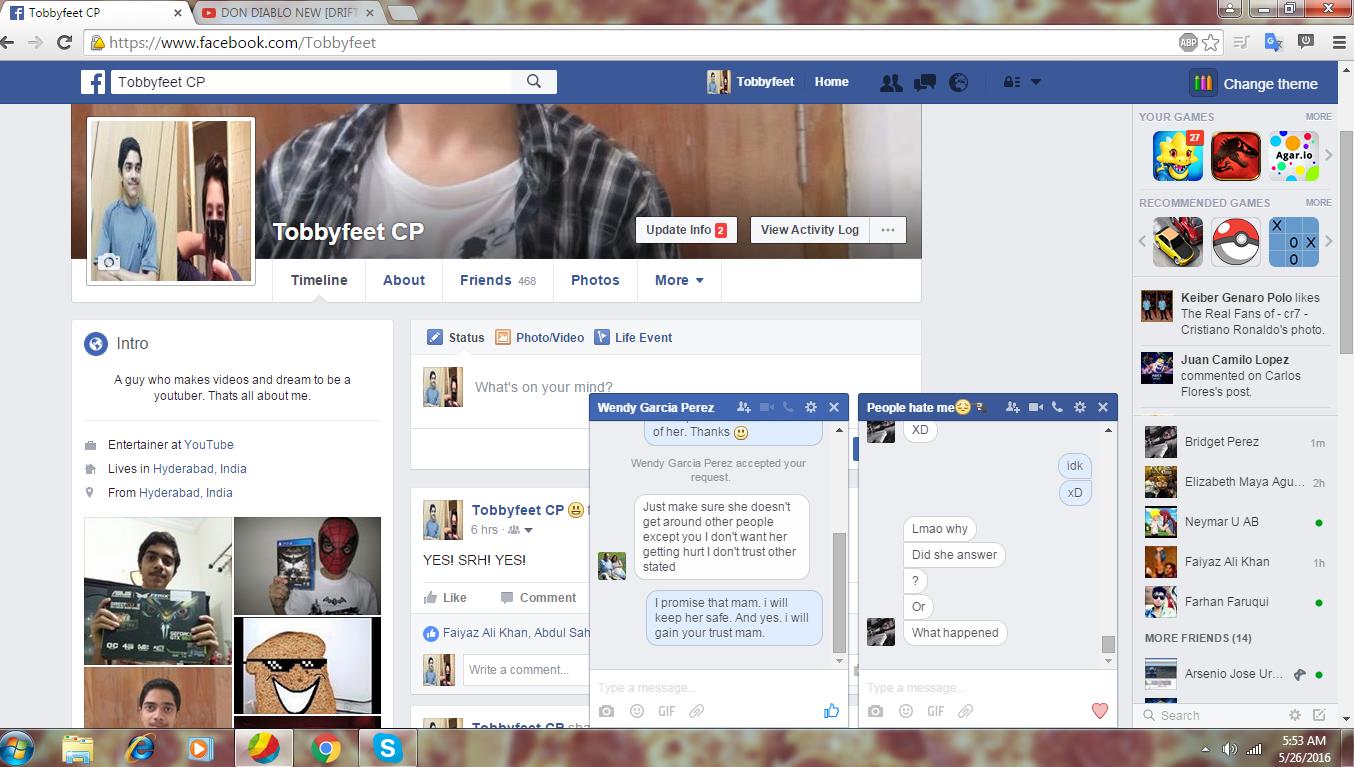 Tobbyfeet CP
DON DIABLO NEW [DRIFT
https://www.facebook.com/Tobbyfeet
ABP
Tobbyfeet CP
Tobbyfeet
Home
Change theme
Tobbyfeet CP
Update Info 2
View Activity Log
Timeline
About
Friends 468
Photos
More
Intro
A guy who makes videos and dream to be a
youtuber. Thats all about me.
Entertainer at YouTube
Lives in Hyderabad, India
From Hyderabad, India
Status
Photo/Video
Life Event
What's on your mind?
Tobbyfeet CP
6 hrs ·
YES! SRH! YES!
Like
Comment
Faiyaz Ali Khan, Abdul Sah
Write a comment...
Tobbyfeet CP sha
Wendy Garcia Perez
of her. Thanks
Wendy Garcia Perez accepted your
request.
Just make sure she doesn't
get around other people
except you I don't want her
getting hurt I don't trust other
stated
I promise that mam. i will
keep her safe. And yes. i will
gain your trust mam.
Type a message...
GIF
People hate me
XD
idk
xD
Lmao why
Did she answer
?
Or
What happened
Type a message...
GIF
YOUR GAMES
MORE
27
Agar.io
RECOMMENDED GAMES
MORE
X
0 X
0
Keiber Genaro Polo likes
The Real Fans of - cr7 -
Cristiano Ronaldo's photo.
Juan Camilo Lopez
commented on Carlos
Flores's post.
Bridget Perez 1m
Elizabeth Maya Agu... 2h
Neymar U AB
Faiyaz Ali Khan 1h
Farhan Faruqui
MORE FRIENDS (14)
Arsenio Jose Ur...
Search
5:53 AM
5/26/2016